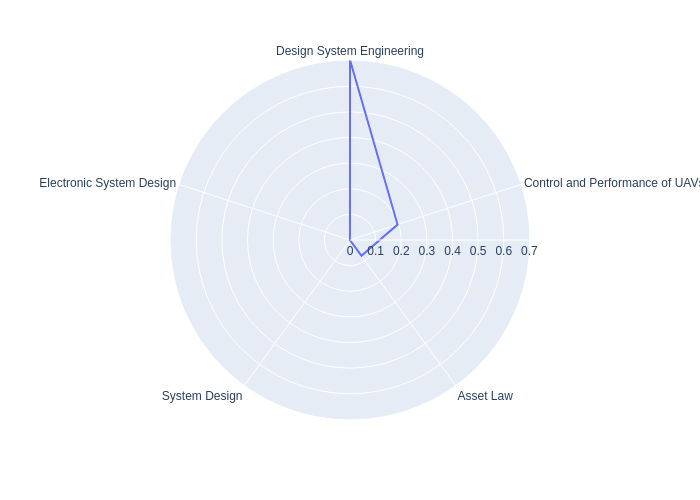 Design System Engineering
Electronic System Design
Control and Performance of UAVs
0 0.1 0.2 0.3 0.4 0.5 0.6 0.7
System Design
Asset Law